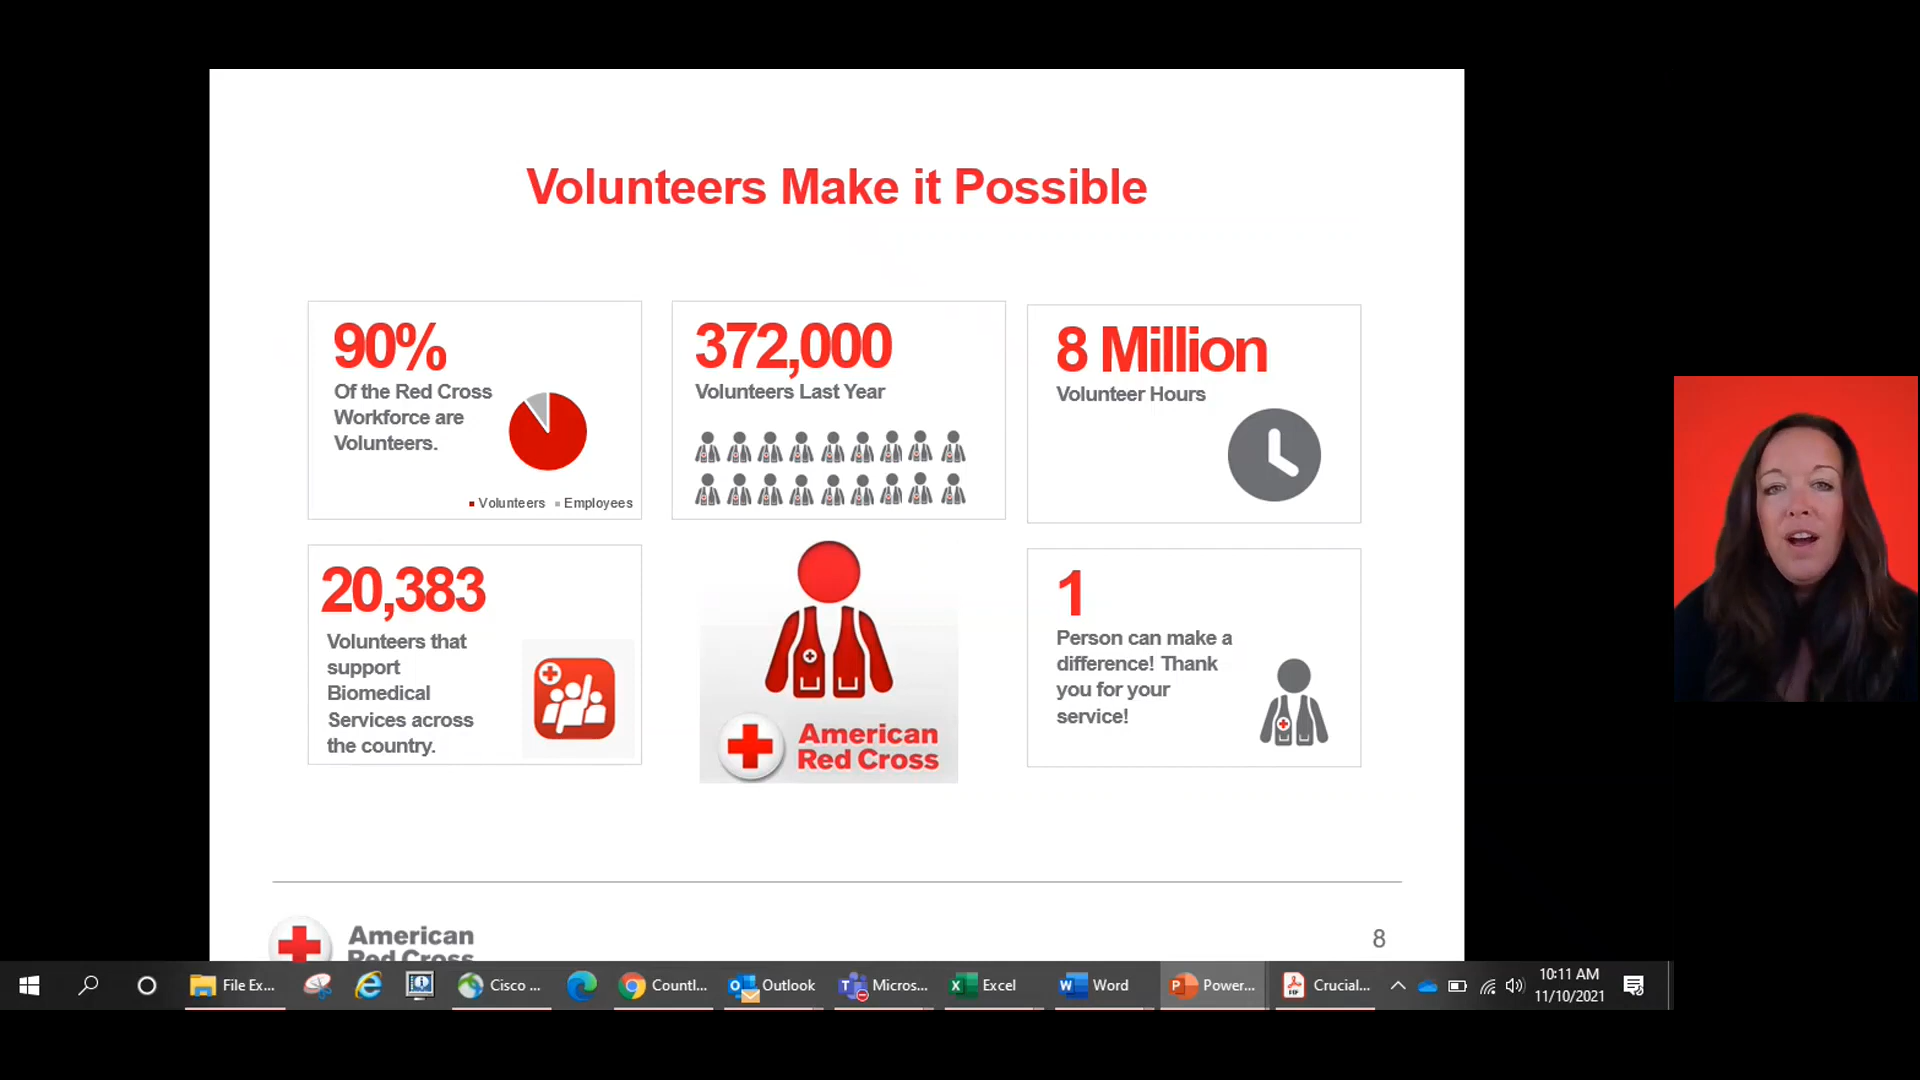 Volunteers Make it Possible
90%
Of the Red Cross
Workforce are
Volunteers.
Volunteers Employees
372,000
Volunteers Last Year
8 Million
Volunteer Hours
20,383
Volunteers that
support
Biomedical
Services across
the country.
American
Red Cross
1
Person can make a
difference! Thank
you for your
service!
American
Red Cross
8
File Ex...
Cisco ...
Countl...
Outlook
Micros...
Excel
Word
Power...
Crucial...
10:11 AM
11/10/2021